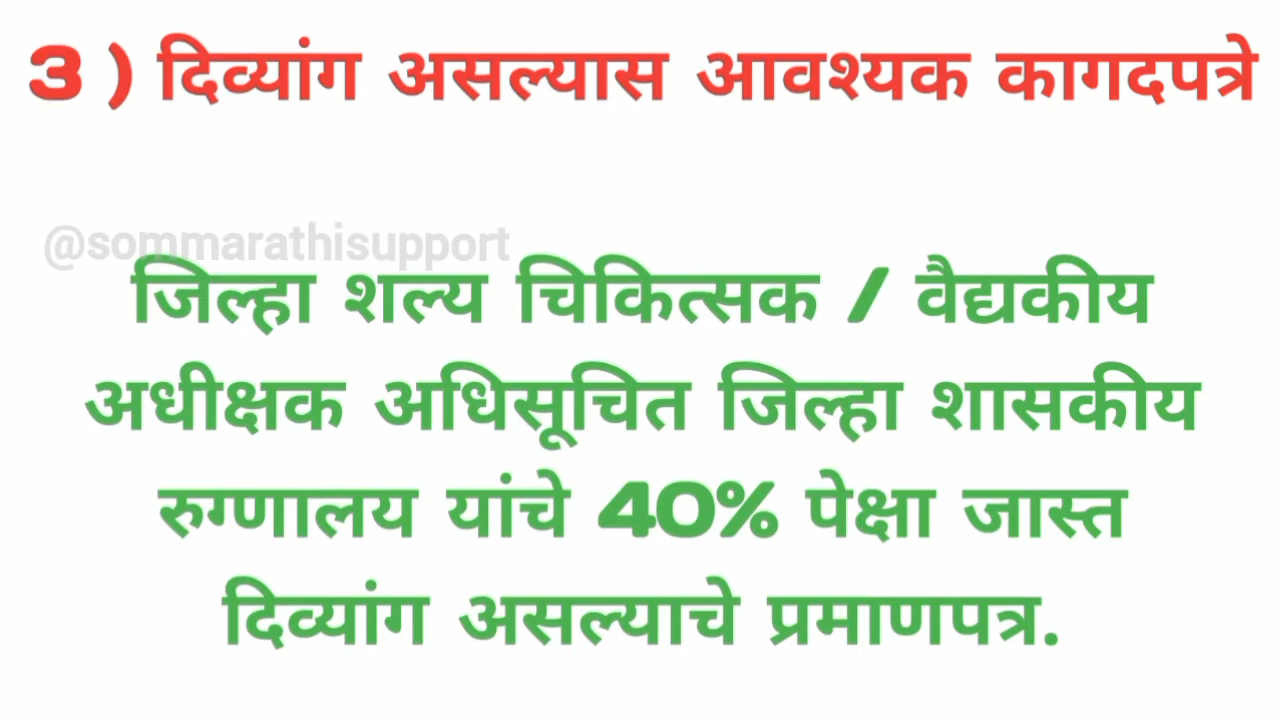 3 ) दिव्यांग असल्यास आवश्यक कागदपत्रे
@sommarathisupport
जिल्हा शल्य चिकित्सक / वैद्यकीय
अधीक्षक अधिसूचित जिल्हा शासकीय
रुग्णालय यांचे 40% पेक्षा जास्त
दिव्यांग असल्याचे प्रमाणपत्र.